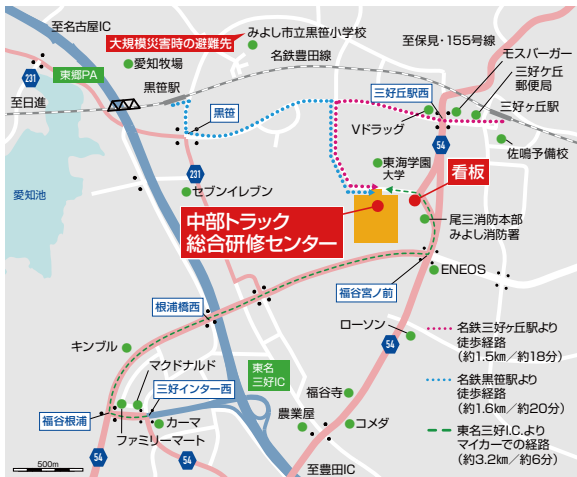 至名古屋IC
みよし市立黒笹小学校
大規模災害時の避難先
至保見・155号線
名鉄豊田線
モスバーガー
231
東郷PA
愛知牧場
三好ケ丘
郵便局
黒笹駅
三好丘西
至日進
三好ケ丘駅
黒笹
Vドラッグ
54
佐鳴予備校
231
東海学園
大学
看板
愛知池
セブンイレブン
中部トラック
総合研修センター
尾三消防本部
みよし消防署
福谷宮ノ前
ENEOS
根浦橋西
ローソン
名鉄三好ヶ丘駅より
徒歩経路
(約1.5km/約18分)
キンブル
54
マクドナルド
東名
三好IC
名鉄黒笹駅より
徒歩経路
(約1.6km/約20分)
三好インター西
福谷寺
福谷根浦
カーマ
農業屋
コメダ
ファミリーマート
東名三好I.C.より
マイカーでの経路
(約3.2km/約6分)
54
54
至豊田IC
500m